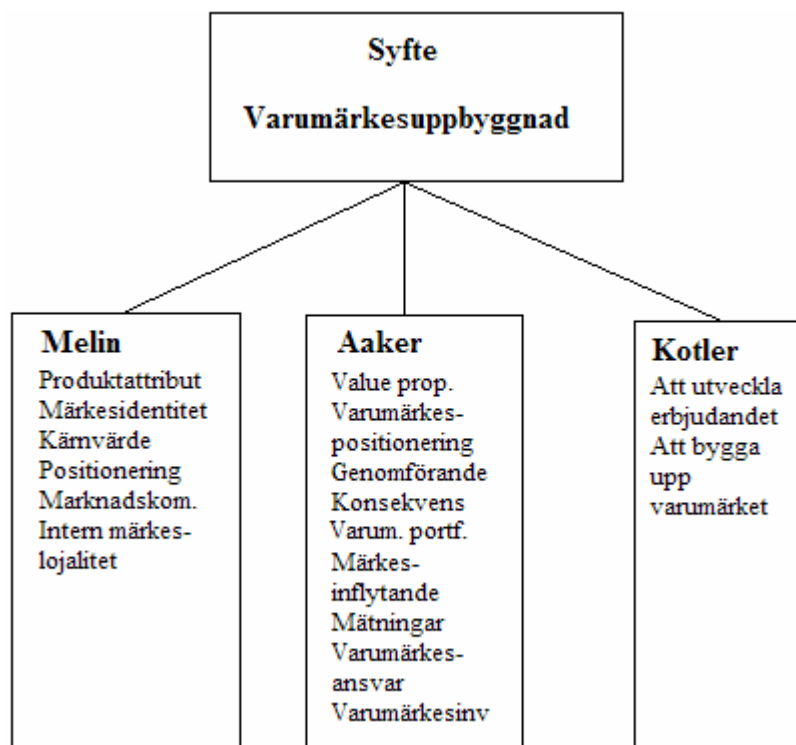 Syfte
Varumärkesuppbyggnad
Melin
Produktattribut
Märkesidentitet
Kärnvärde
Positionering
Marknadskom.
Intern märkes-
lojalitet
Aaker
Value prop.
Varumärkes-
positionering
Genomförande
Konsekvens
Varum. portf.
Märkes-
inflytande
Mätningar
Varumärkes-
ansvar
Varumärkesinv
Kotler
Att utveckla
erbjudandet
Att bygga
upp
varumärket